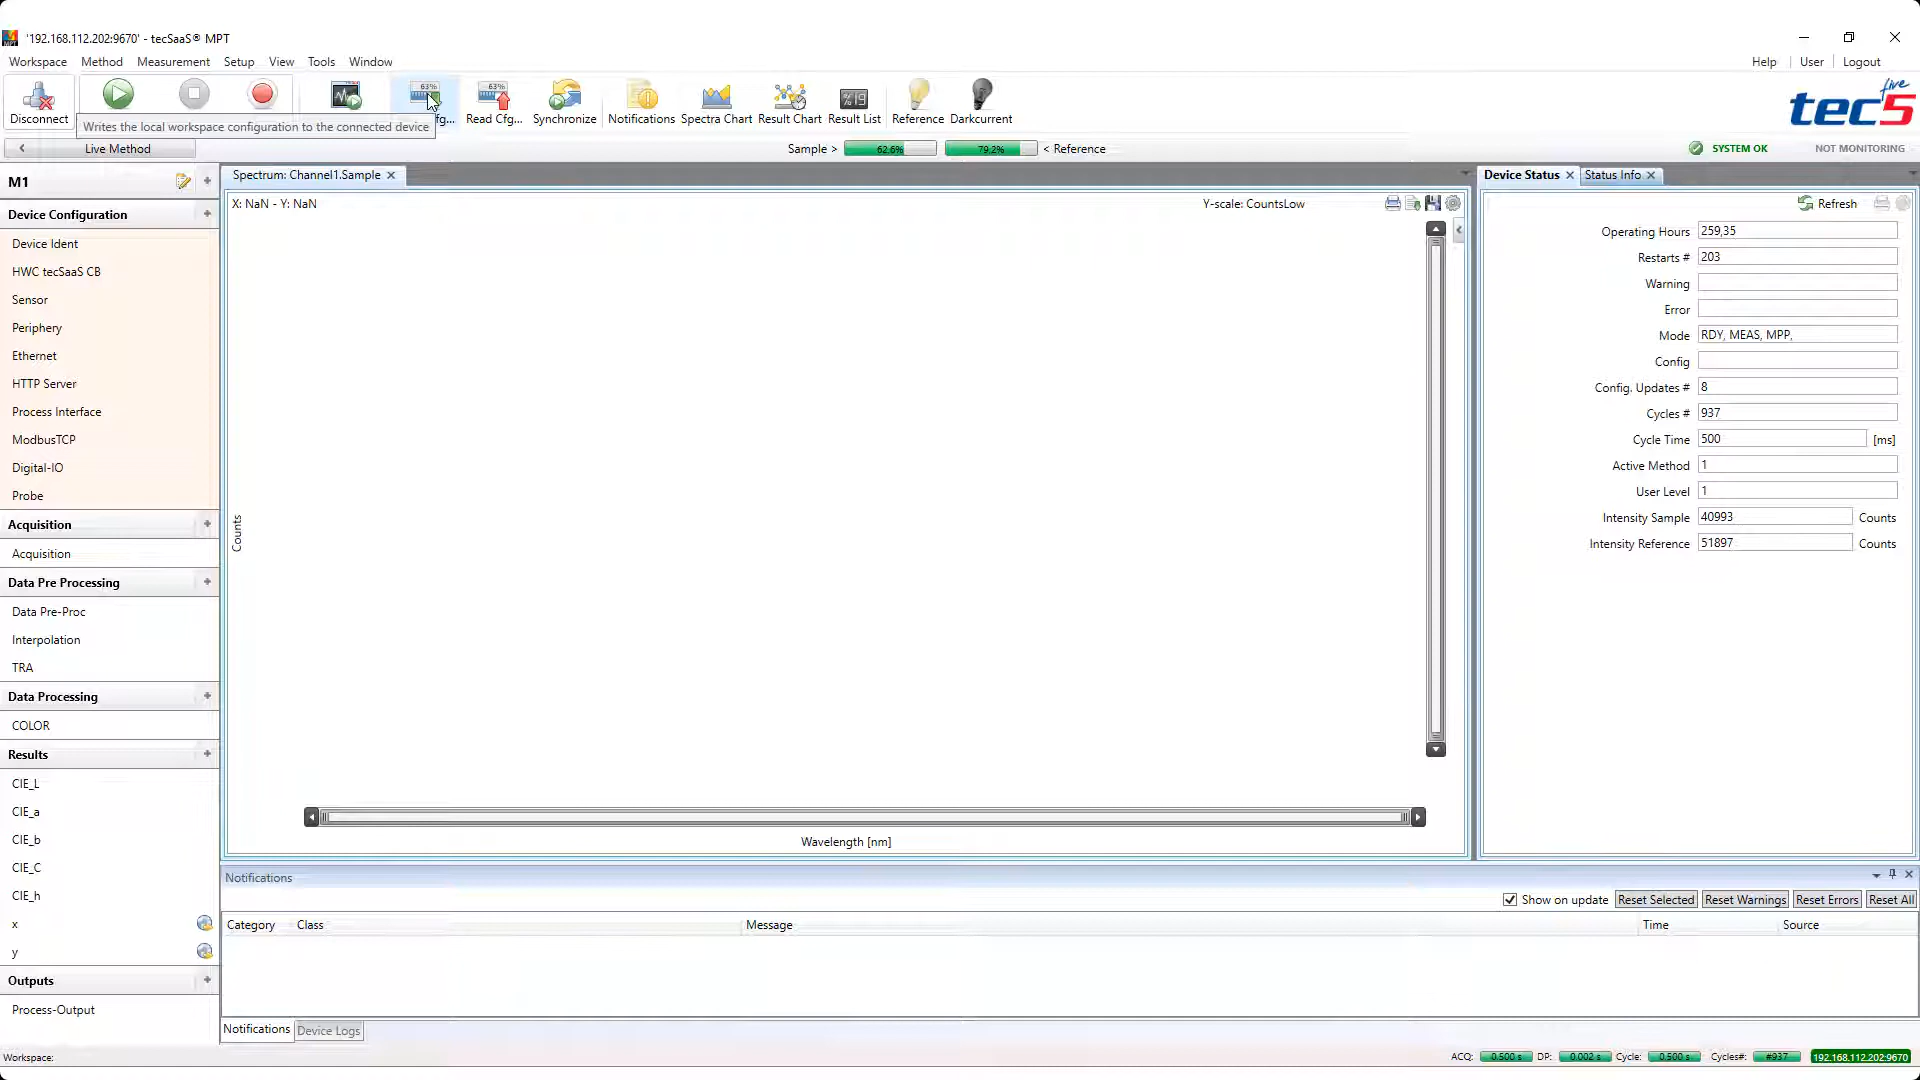 '192.168.112.202:9670' - tecSaaS® MPT
Workspace Method Measurement Setup View Tools Window Help User Logout
63% 63% %19
Disconnect fg... Read Cfg... Synchronize Notifications Spectra Chart Result Chart Result List Reference Darkcurrent
Writes the local workspace configuration to the connected device
five
tec5
Live Method Sample > 62.6% 79.2% < Reference SYSTEM OK NOT MONITORING
M1
Device Configuration
Device Ident
HWC tecSaaS CB
Sensor
Periphery
Ethernet
HTTP Server
Process Interface
ModbusTCP
Digital-IO
Probe
Acquisition
Acquisition
Data Pre Processing
Data Pre-Proc
Interpolation
TRA
Data Processing
COLOR
Results
CIE_L
CIE_a
CIE_b
CIE_C
CIE_h
x
y
Outputs
Process-Output
Spectrum: Channel1.Sample
X: NaN - Y: NaN Y-scale: CountsLow
Counts
Wavelength [nm]
Device Status Status Info
Refresh
Operating Hours 259,35
Restarts # 203
Warning
Error
Mode RDY, MEAS, MPP,
Config
Config. Updates # 8
Cycles # 937
Cycle Time 500 [ms]
Active Method 1
User Level 1
Intensity Sample 40993 Counts
Intensity Reference 51897 Counts
Notifications
Show on update Reset Selected Reset Warnings Reset Errors Reset All
Category Class Message Time Source
Notifications Device Logs
Workspace: ACQ: 0.500 s DP: 0.002 s Cycle: 0.500 s Cycles#: #937 192.168.112.202:9670